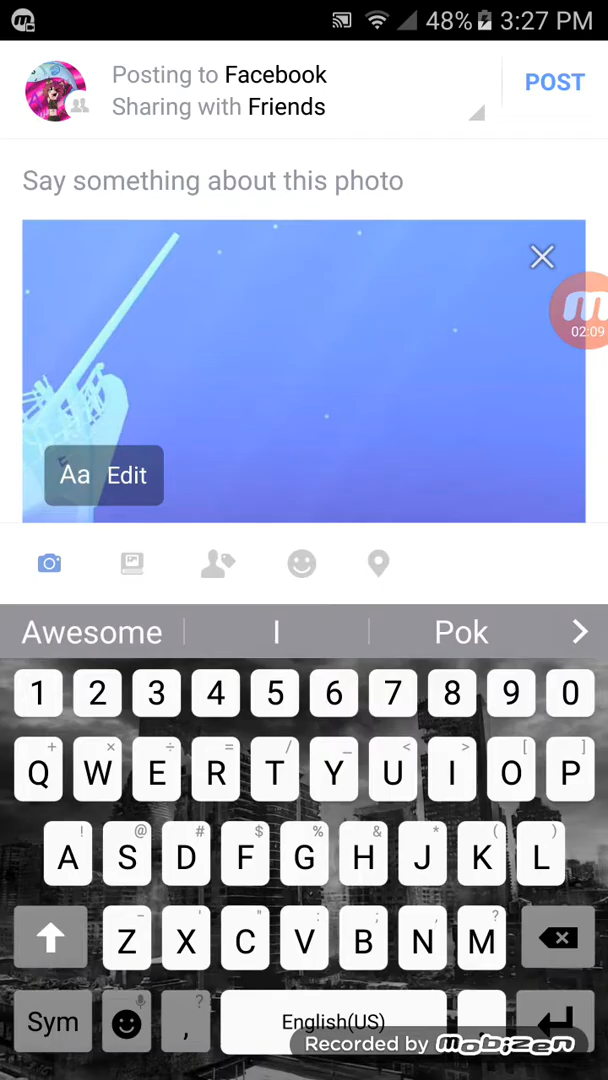 48% 3:27 PM
Posting to Facebook
Sharing with Friends
POST
Say something about this photo
m
02:09
Aa Edit
Awesome I Pok
1 2 3 4 5 6 7 8 9 0
+ × ÷ = / _ < > [ ]
Q W E R T Y U I O P
! @ # $ % & * ( )
A S D F G H J K L
- ' " : ; , ?
Z X C V B N M
Sym , ? English(US) .
Recorded by mobizen